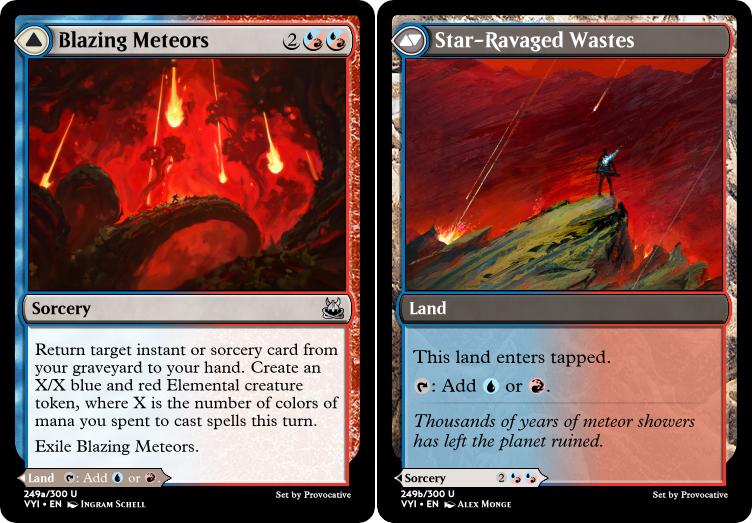 Blazing Meteors 2
Sorcery
Return target instant or sorcery card from
your graveyard to your hand. Create an
X/X blue and red Elemental creature
token, where X is the number of colors of
mana you spent to cast spells this turn.
Exile Blazing Meteors.
Land : Add or .
249a/300 U
VYI • EN Ingram Schell
Set by Provocative
Star-Ravaged Wastes
Land
This land enters tapped.
: Add or .
Thousands of years of meteor showers
has left the planet ruined.
Sorcery 2
249b/300 U
VYI • EN Alex Monge
Set by Provocative